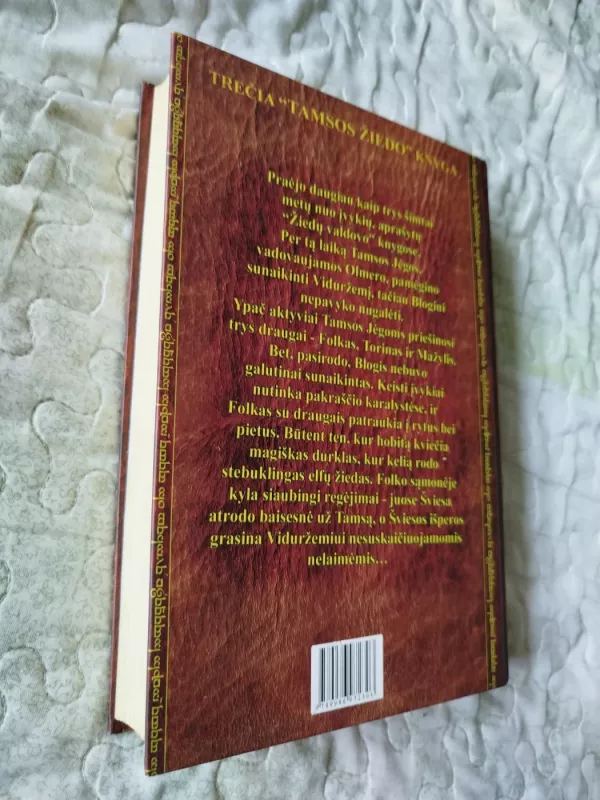 TREČIA "TAMSOS ŽIEDO" KNYGA
Praėjo daugiau kaip trys šimtai
metų nuo įvykių, aprašytų
"Žiedų valdovo" knygose.
Per tą laiką Tamsos Jėgos,
vadovaujamos Olmero, pamėgino
sunaikinti Viduržemį, tačiau Blogiui
nepavyko nugalėti.
Ypač aktyviai Tamsos Jėgoms priešinosi
trys draugai - Folkas, Torinas ir Mažylis.
Bet, pasirodo, Blogis nebuvo
galutinai sunaikintas. Keisti įvykiai
nutinka pakraščio karalystėse, ir
Folkas su draugais patraukia į rytus bei
pietus. Būtent ten, kur hobitą kviečia
magiškas durklas, kur kelią rodo
stebuklingas elfų žiedas. Folko sąmonėje
kyla siaubingi regėjimai - juose Šviesa
atrodo baisesnė už Tamsą, o Šviesos išperos
grasina Viduržemiui nesuskaičiuojamomis
nelaimėmis...